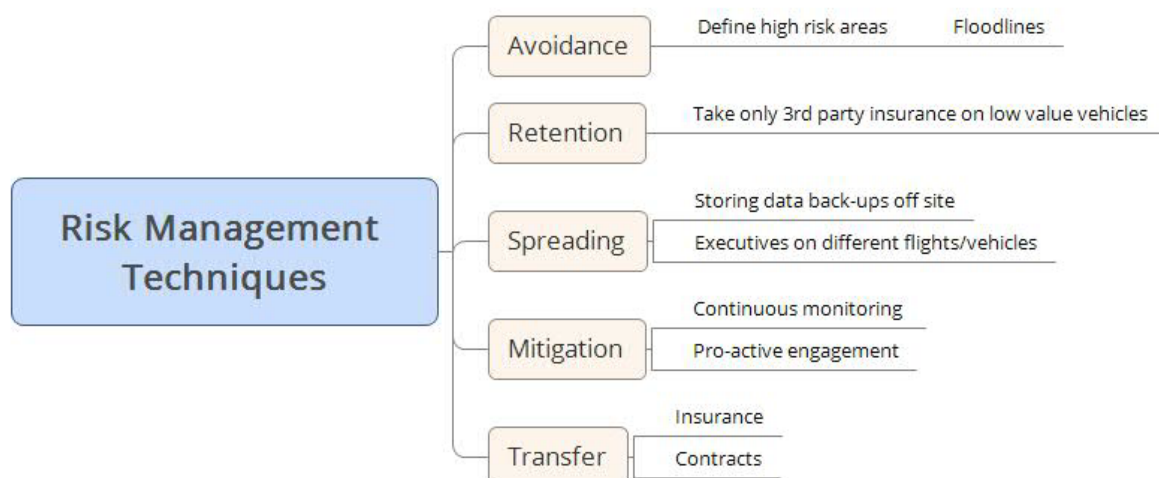 Risk Management
Techniques
Avoidance
Define high risk areas
Floodlines
Retention
Take only 3rd party insurance on low value vehicles
Spreading
Storing data back-ups off site
Executives on different flights/vehicles
Mitigation
Continuous monitoring
Pro-active engagement
Transfer
Insurance
Contracts